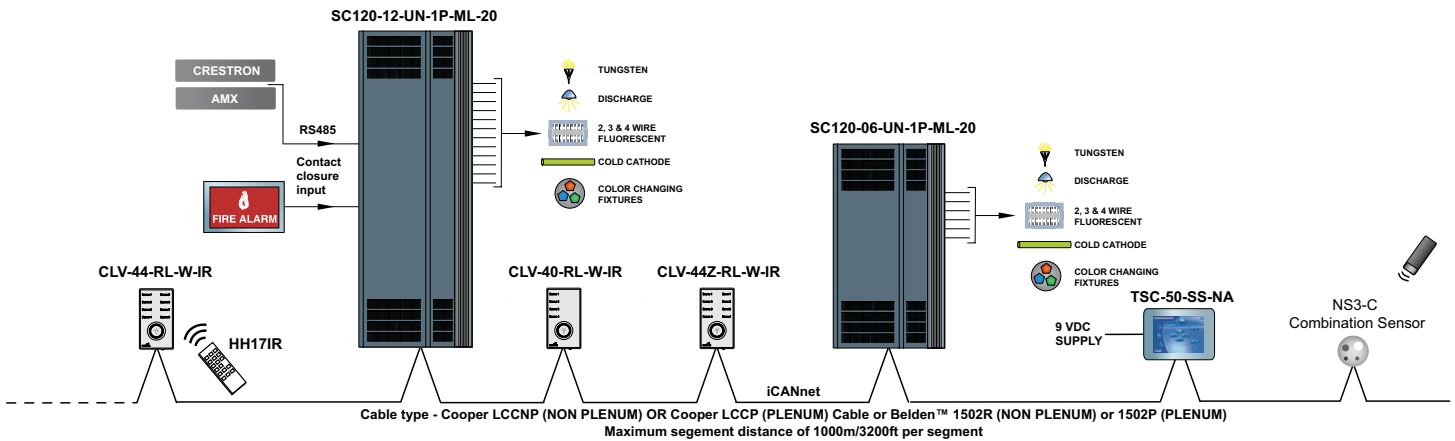 SC120-12-UN-1P-ML-20
CRESTRON
AMX
RS485
Contact
closure
input
FIRE ALARM
TUNGSTEN
DISCHARGE
2, 3 & 4 WIRE
FLUORESCENT
COLD CATHODE
COLOR CHANGING
FIXTURES
SC120-06-UN-1P-ML-20
TUNGSTEN
DISCHARGE
2, 3 & 4 WIRE
FLUORESCENT
COLD CATHODE
COLOR CHANGING
FIXTURES
CLV-44-RL-W-IR
HH17IR
CLV-40-RL-W-IR
CLV-44Z-RL-W-IR
TSC-50-SS-NA
9 VDC
SUPPLY
NS3-C
Combination Sensor
iCANnet
Cable type - Cooper LCCNP (NON PLENUM) OR Cooper LCCP (PLENUM) Cable or Belden™ 1502R (NON PLENUM) or 1502P (PLENUM)
Maximum segement distance of 1000m/3200ft per segment